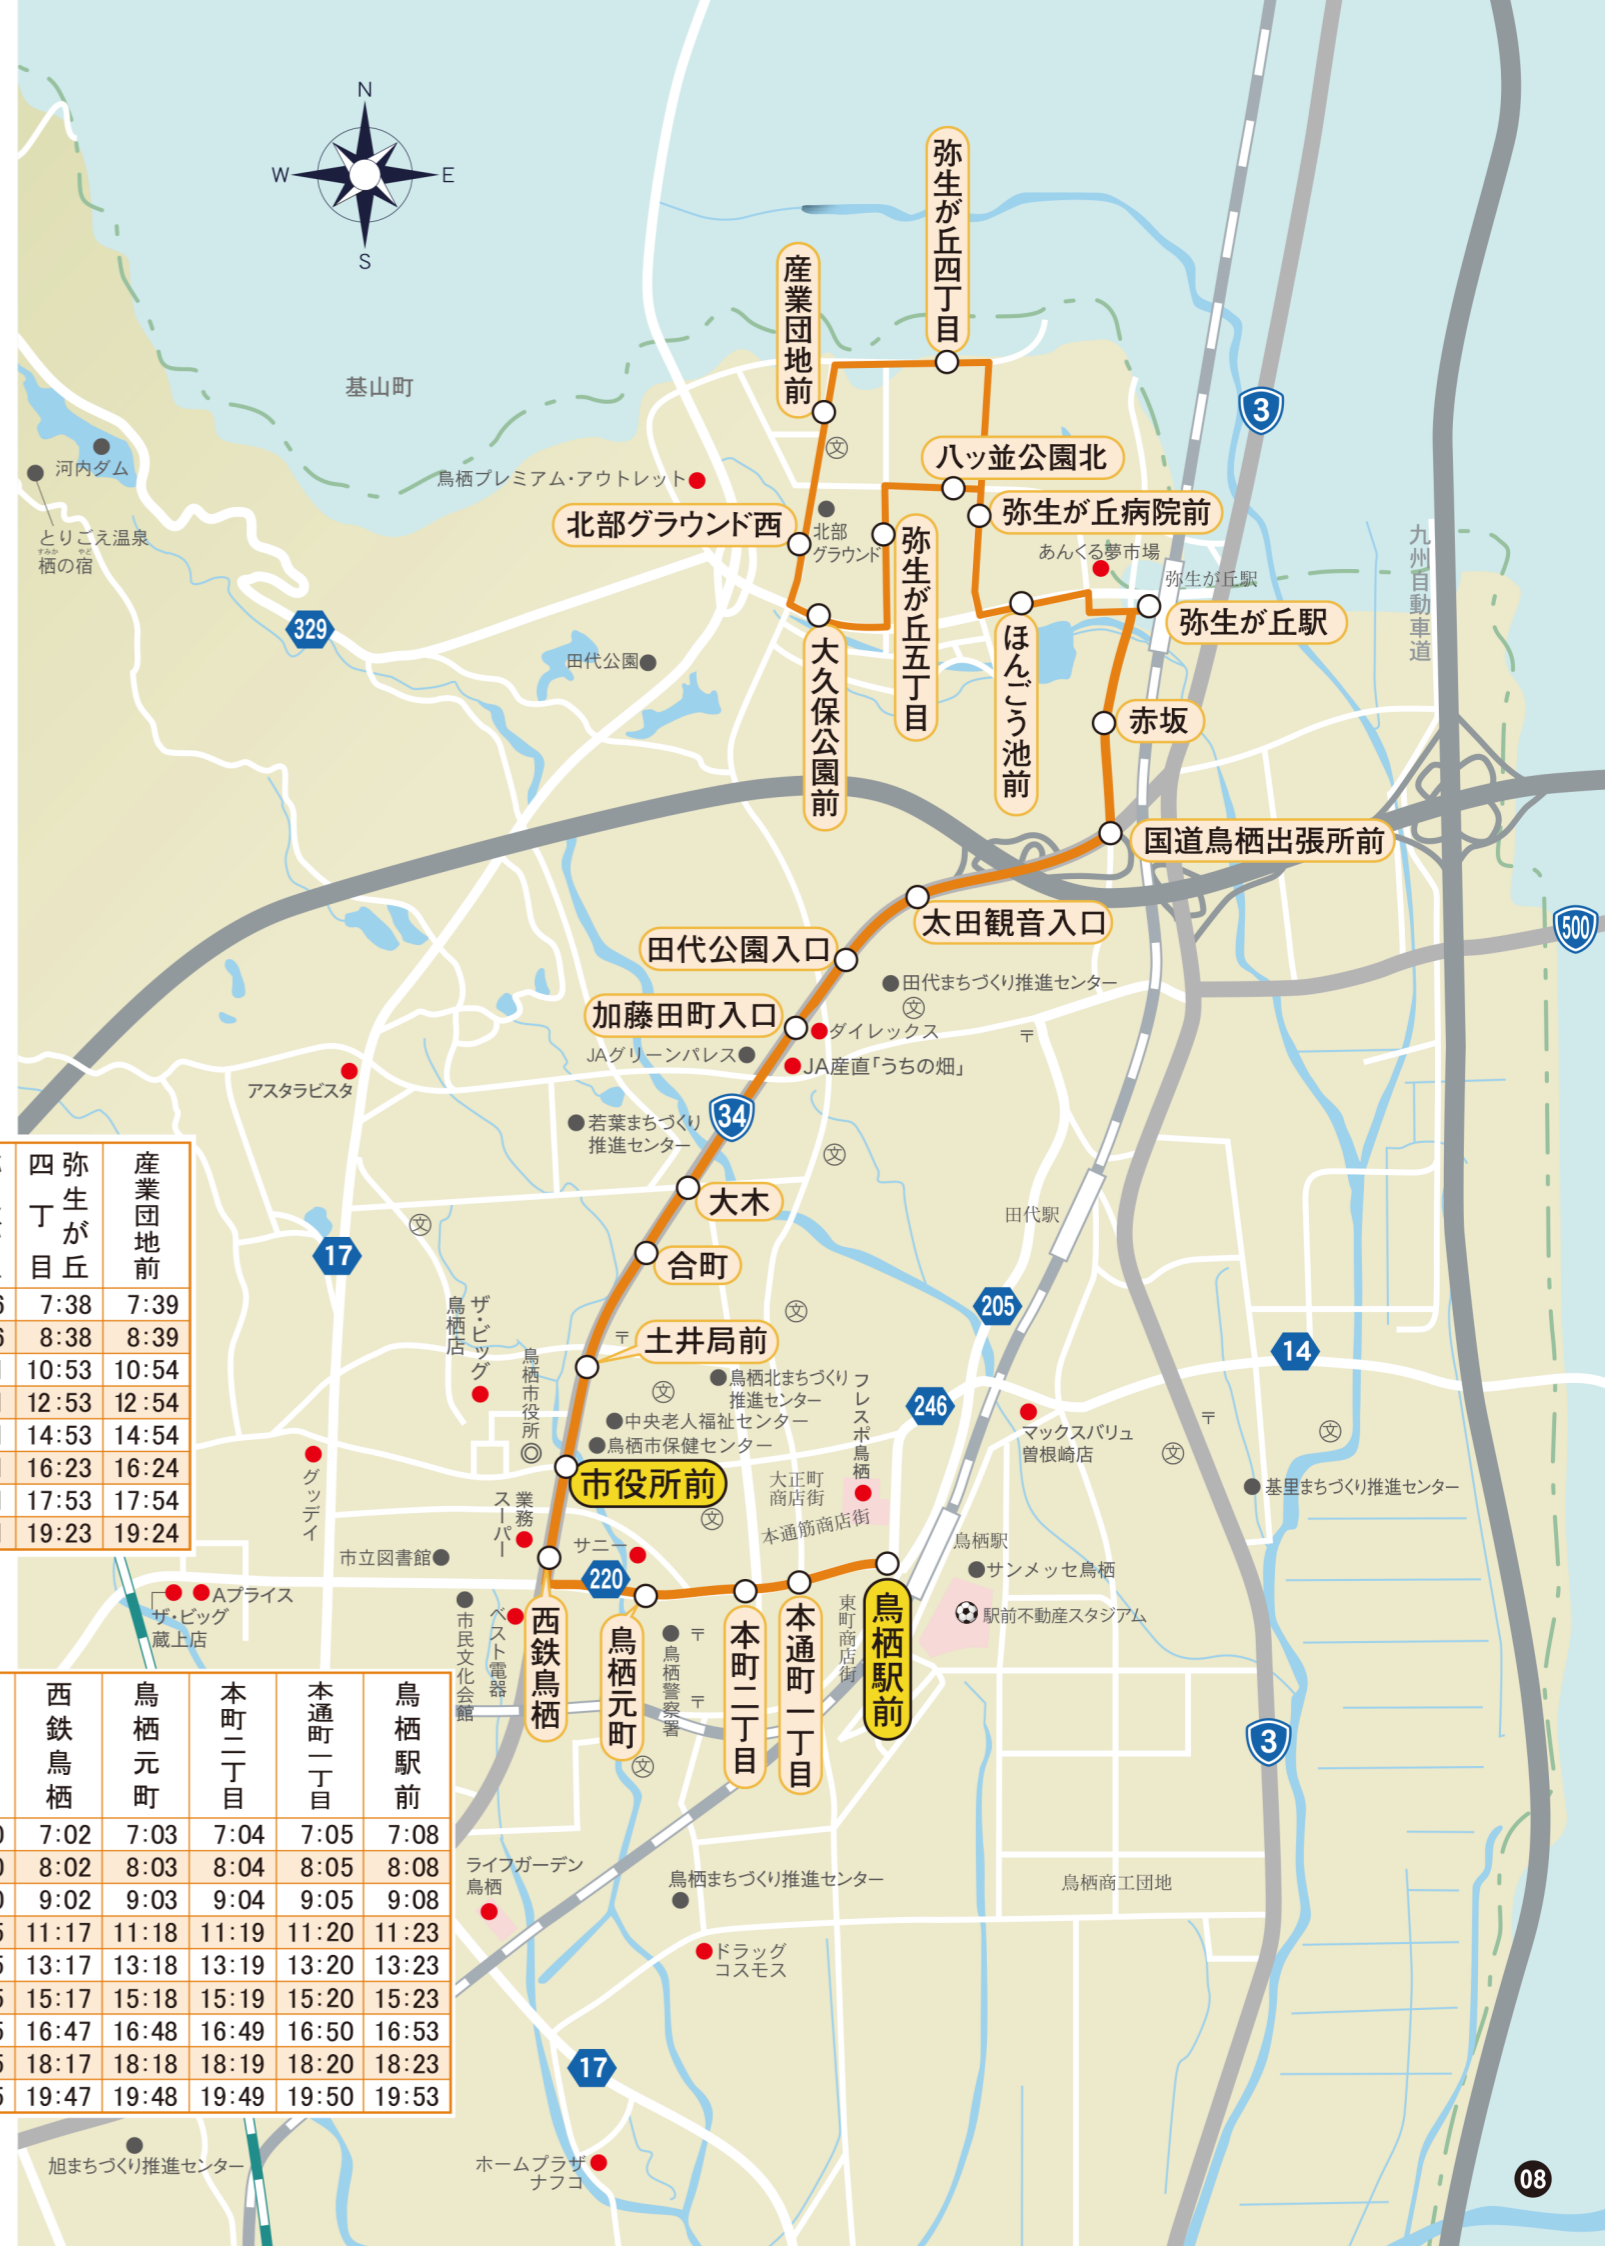 N
W
E
S
弥生が丘四丁目
産業団地前
基山町
3
八ッ並公園北
河内ダム
鳥栖プレミアム・アウトレット
北部グラウンド西
北部
グラウンド
弥生が丘病院前
とりごえ温泉
栖の宿
すみか
やど
弥生が丘五丁目
あんくる夢市場
弥生が丘駅
九州自動車道
弥生が丘駅
329
田代公園
大久保公園前
ほんごう池前
赤坂
国道鳥栖出張所前
太田観音入口
500
田代公園入口
田代まちづくり推進センター
文
加藤田町入口
ダイレックス
〒
JAグリーンパレス
JA産直「うちの畑」
アスタラビスタ
34
若葉まちづくり
推進センター
文
大木
田代駅
文
17
合町
205
ザ・ビッグ
鳥栖店
文
14
〒
土井局前
鳥栖市役所
鳥栖北まちづくり
推進センター
文
フレスポ鳥栖
246
マックスバリュ
曽根崎店
〒
文
文
中央老人福祉センター
鳥栖市保健センター
グッデイ
市役所前
大正町
商店街
基里まちづくり推進センター
業務
スーパー
文
本通筋商店街
サニー
鳥栖駅
市立図書館
220
サンメッセ鳥栖
Aプライス
ザ・ビッグ
蔵上店
市民文化会館
ベスト電器
西鉄鳥栖
鳥栖元町
鳥栖警察署
〒
〒
本町二丁目
本通町一丁目
東町商店街
鳥栖駅前
駅前不動産スタジアム
文
3
四丁目 弥生が丘 産業団地前
7:38 7:39
8:38 8:39
10:53 10:54
12:53 12:54
14:53 14:54
16:23 16:24
17:53 17:54
19:23 19:24
西鉄鳥栖 鳥栖元町 本町二丁目 本通町一丁目 鳥栖駅前
7:02 7:03 7:04 7:05 7:08
8:02 8:03 8:04 8:05 8:08
9:02 9:03 9:04 9:05 9:08
11:17 11:18 11:19 11:20 11:23
13:17 13:18 13:19 13:20 13:23
15:17 15:18 15:19 15:20 15:23
16:47 16:48 16:49 16:50 16:53
18:17 18:18 18:19 18:20 18:23
19:47 19:48 19:49 19:50 19:53
ライフガーデン
鳥栖
鳥栖まちづくり推進センター
鳥栖商工団地
ドラッグ
コスモス
17
旭まちづくり推進センター
ホームプラザ
ナフコ
08